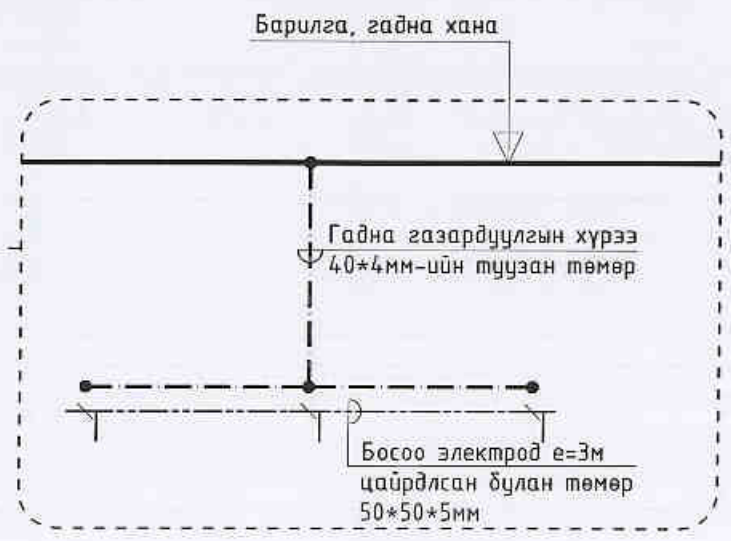 Барилга, гадна хана
Гадна газардуулгын хүрээ
40*4мм-ийн туузан төмөр
Босоо электрод e=3м
цайрдлсан булан төмөр
50*50*5мм